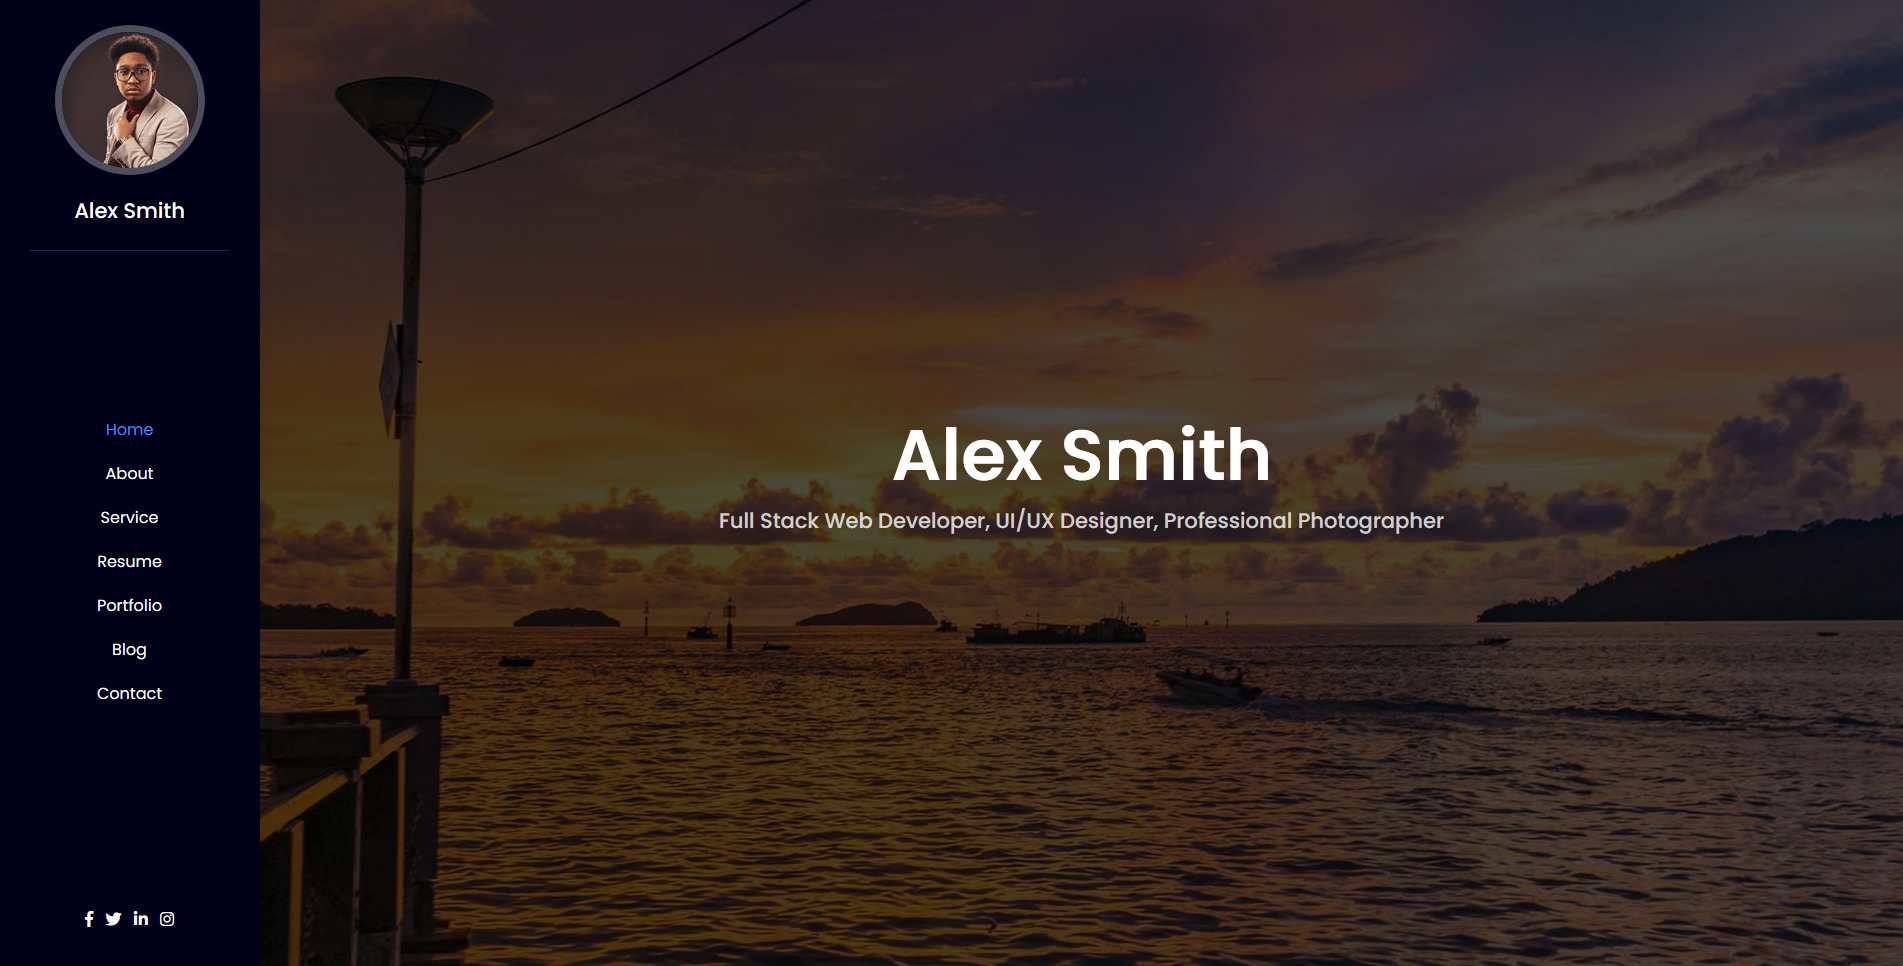 Alex Smith
Home
About
Service
Resume
Portfolio
Blog
Contact
Alex Smith
Full Stack Web Developer, UI/UX Designer, Professional Photographer